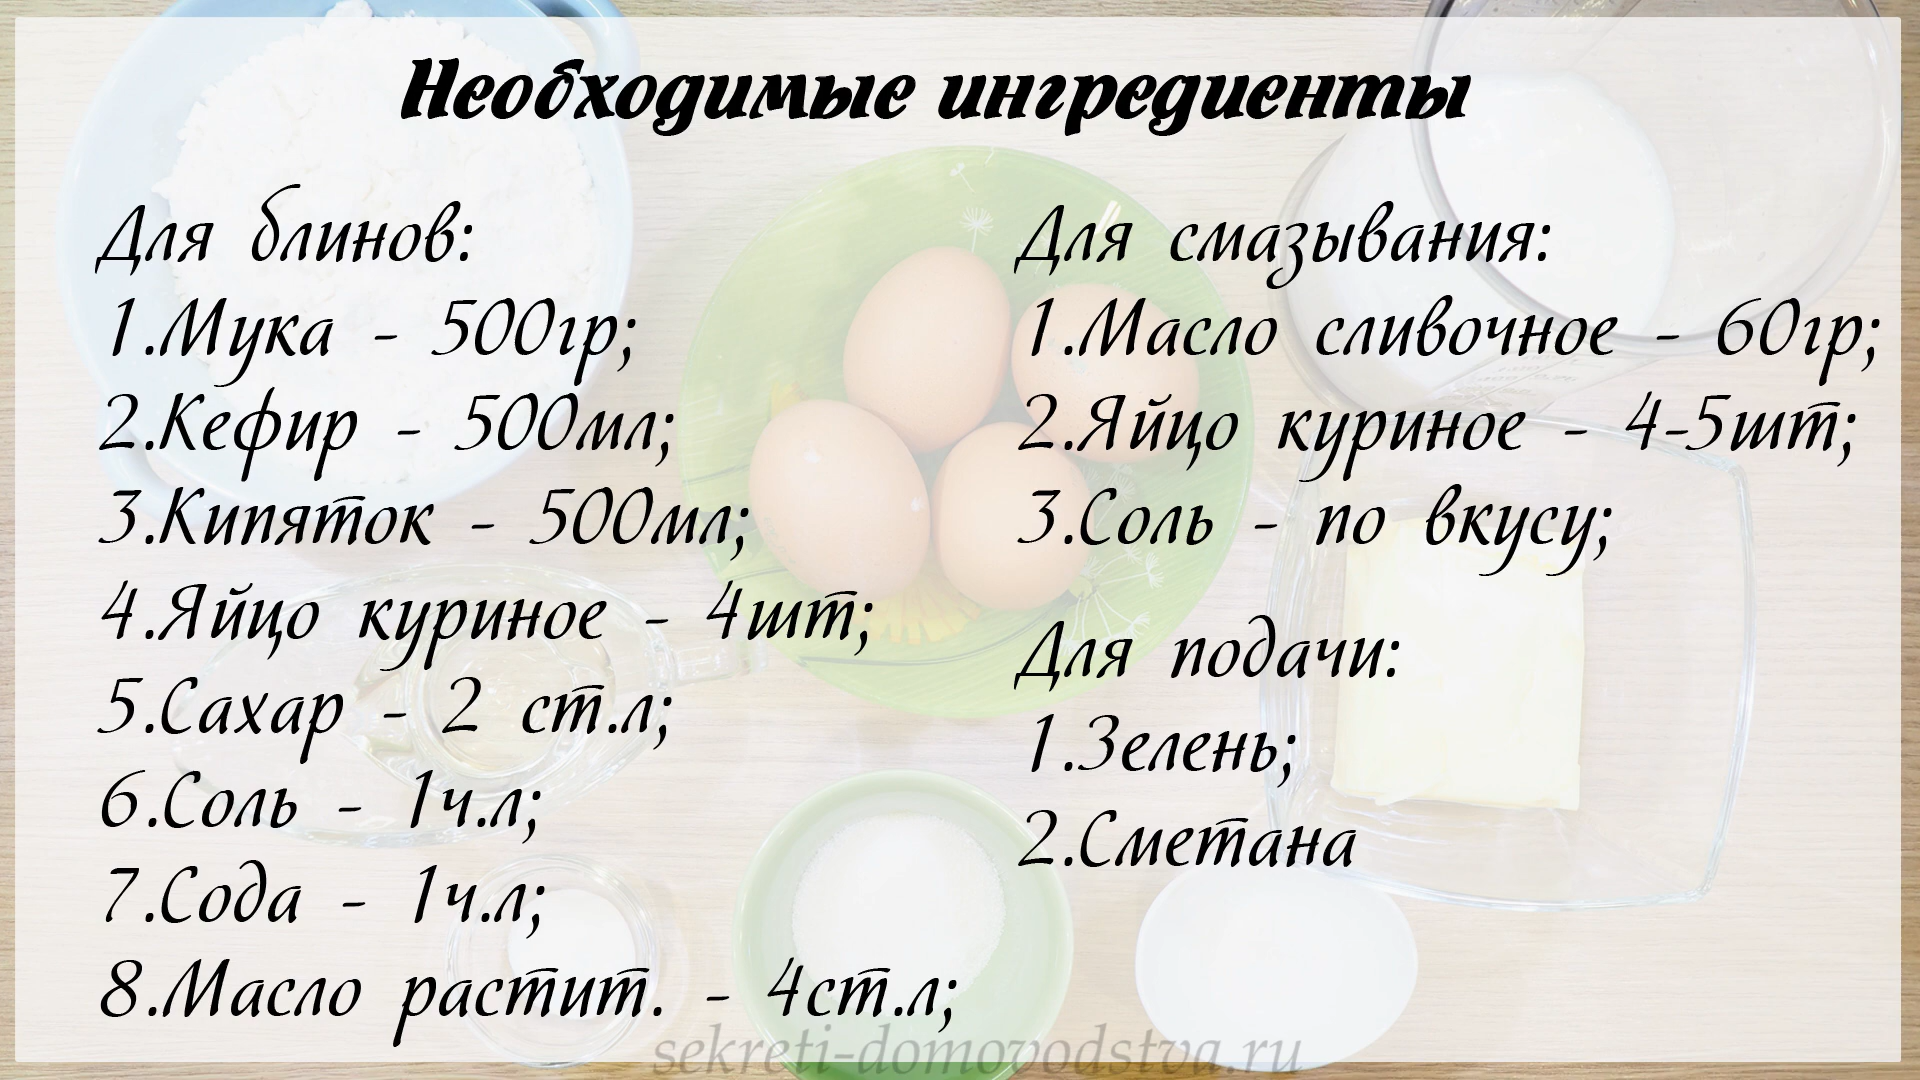 Необходимые ингредиенты
Для блинов:
1.Мука - 500гр;
2.Кефир - 500мл;
3.Кипяток - 500мл;
4.Яйцо куриное - 4шт;
5.Сахар - 2 ст.л;
6.Соль - 1ч.л;
7.Сода - 1ч.л;
8.Масло растит. - 4ст.л;
Для смазывания:
1.Масло сливочное - 60гр;
2.Яйцо куриное - 4-5шт;
3.Соль - по вкусу;
Для подачи:
1.Зелень;
2.Сметана
sekreti-domovodstva.ru